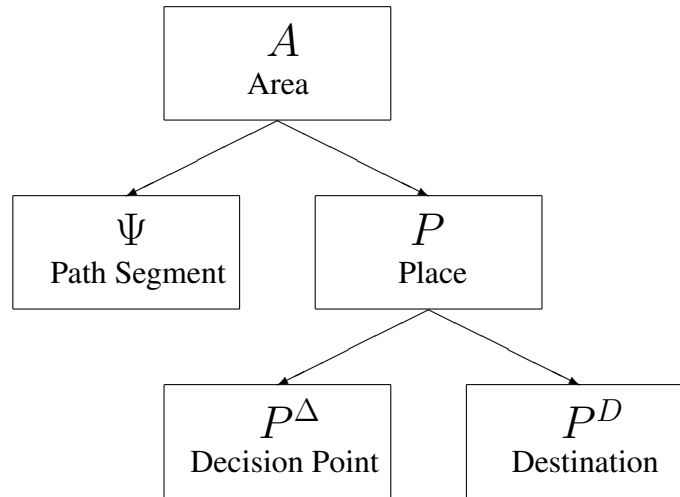 A
Area
Ψ
Path Segment
P
Place
P^Δ
Decision Point
P^D
Destination